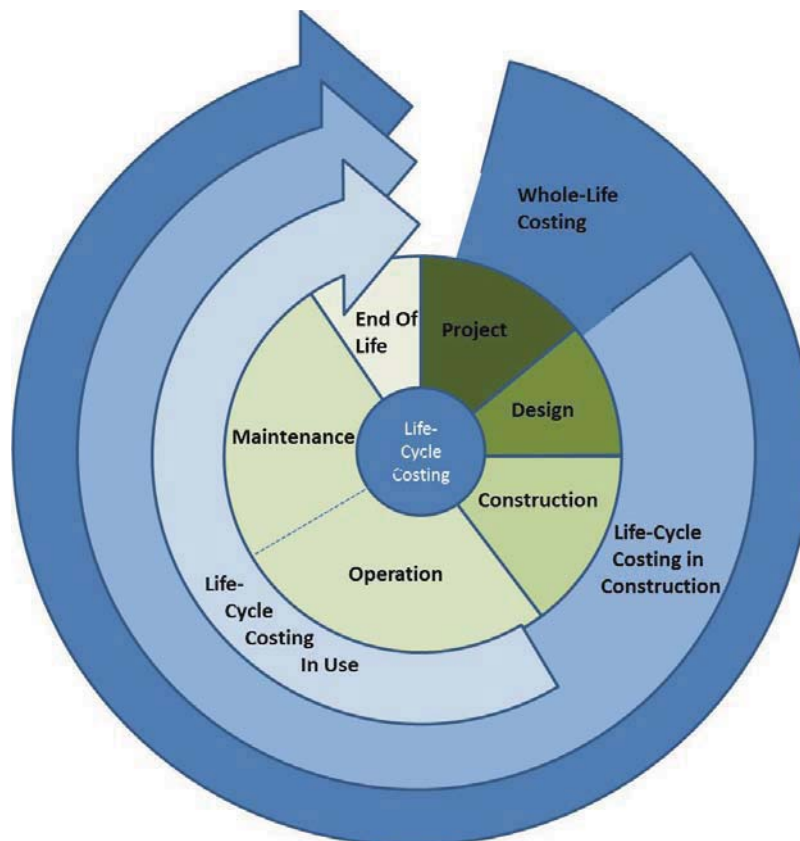 Whole-Life
Costing
End Of
Life
Project
Design
Maintenance
Life-
Cycle
Costing
Construction
Life-Cycle
Costing in
Construction
Operation
Life-
Cycle
Costing
In Use